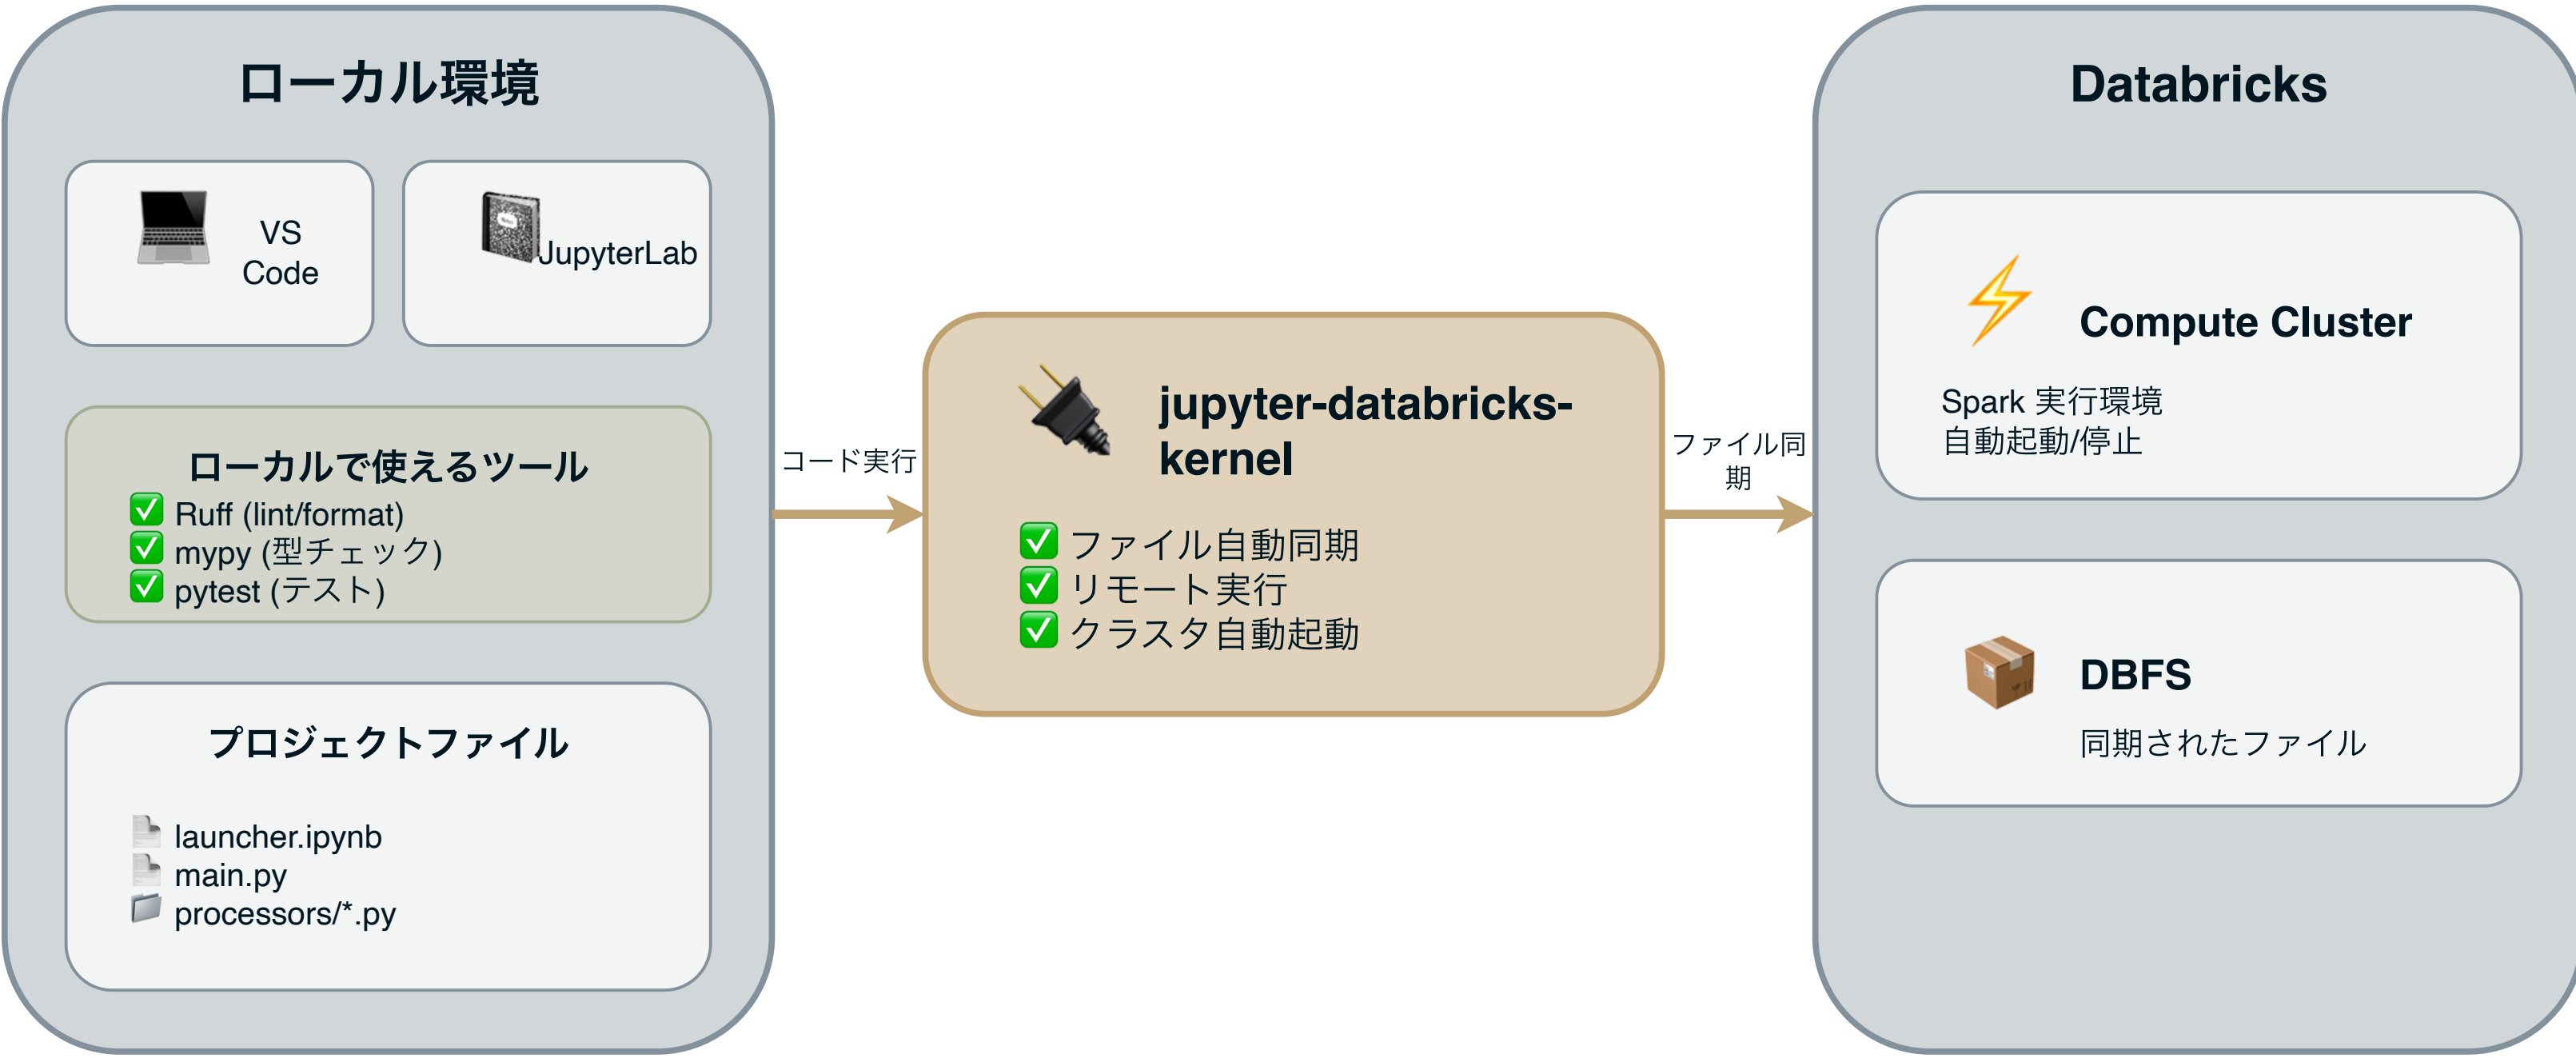 ローカル環境
VS
Code
JupyterLab
ローカルで使えるツール
Ruff (lint/format)
mypy (型チェック)
pytest (テスト)
プロジェクトファイル
launcher.ipynb
main.py
processors/*.py
コード実行
jupyter-databricks-
kernel
ファイル自動同期
リモート実行
クラスタ自動起動
ファイル同
期
Databricks
Compute Cluster
Spark 実行環境
自動起動/停止
DBFS
同期されたファイル